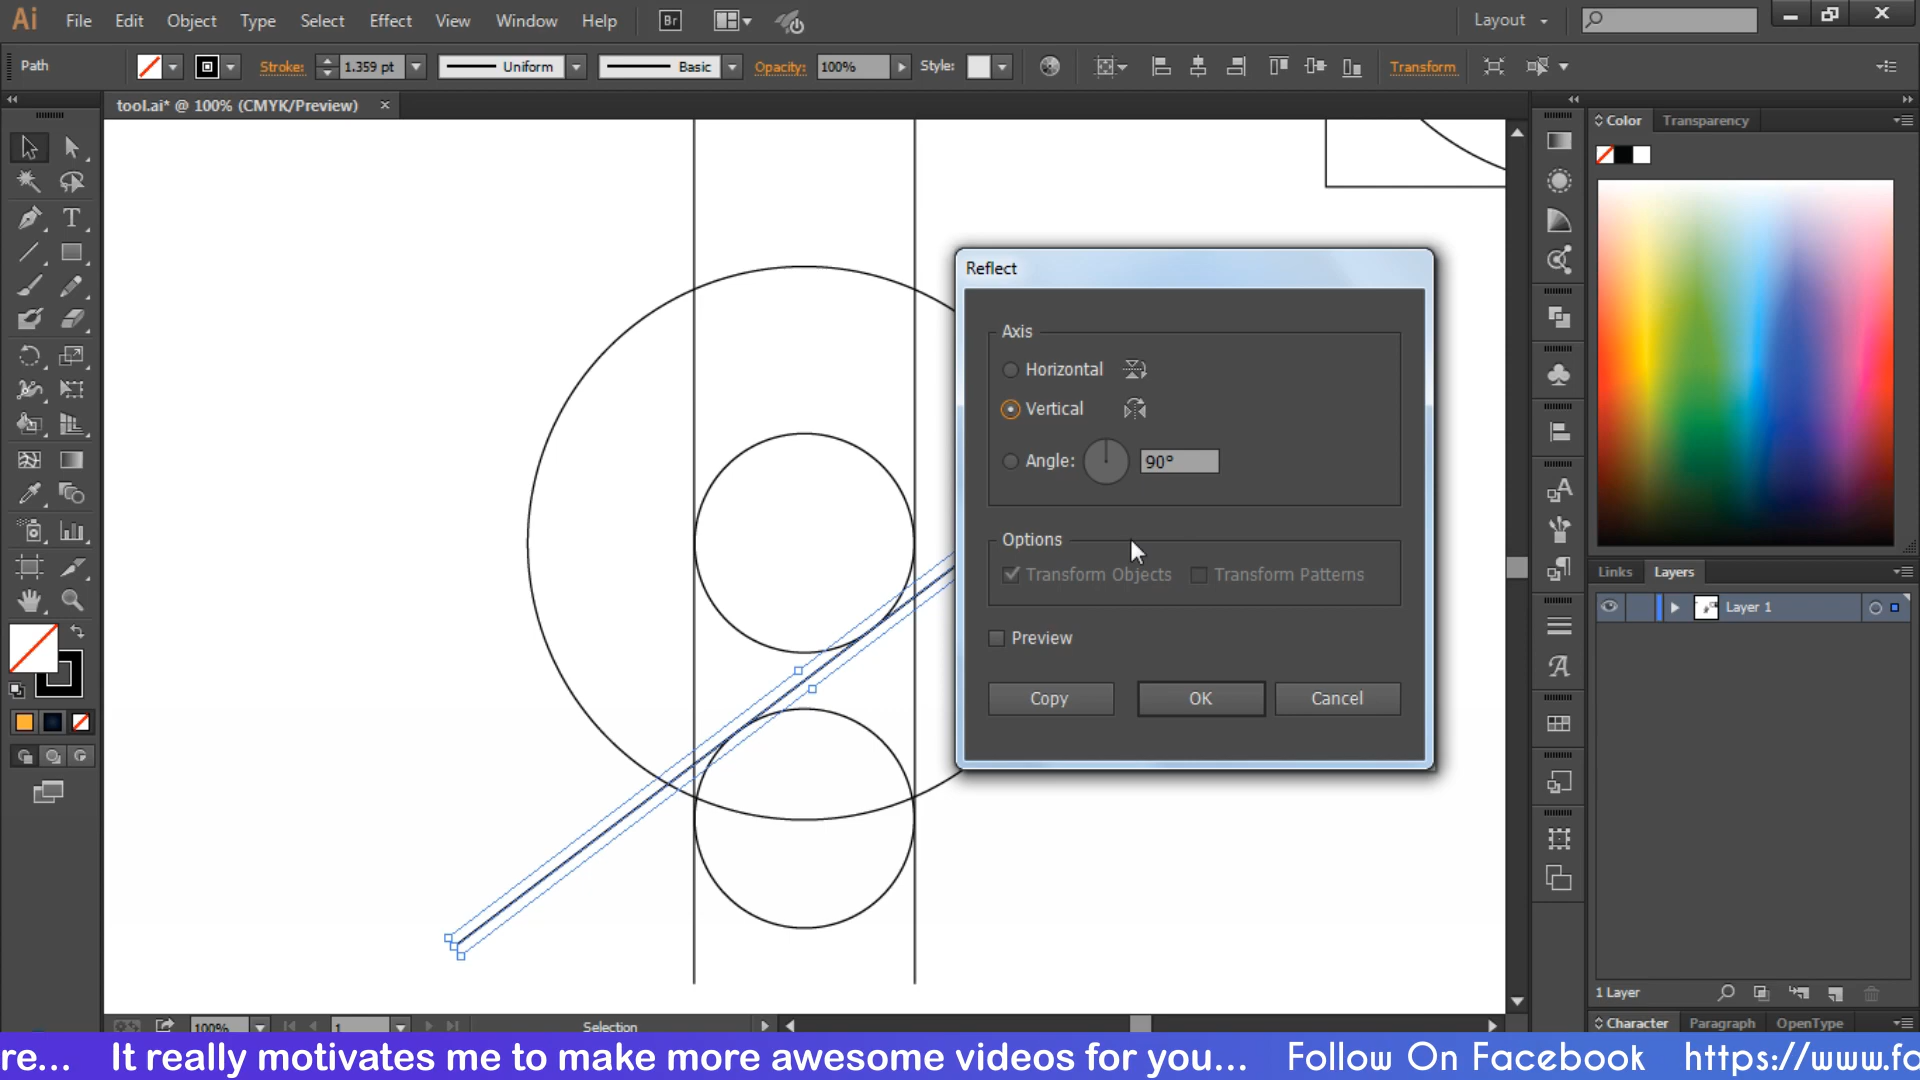 Ai File Edit Object Type Select Effect View Window Help Br Layout
Path Stroke: 1.359 pt Uniform Basic Opacity: 100% Style: Transform
tool.ai* @ 100% (CMYK/Preview)
Color Transparency
Reflect
Axis
Horizontal
Vertical
Angle: 90°
Options
Transform Objects Transform Patterns
Preview
Copy OK Cancel
Links Layers
Layer 1
1 Layer
Character Paragraph OpenType
100% 1 Selection
re... It really motivates me to make more awesome videos for you... Follow On Facebook https://www.fa